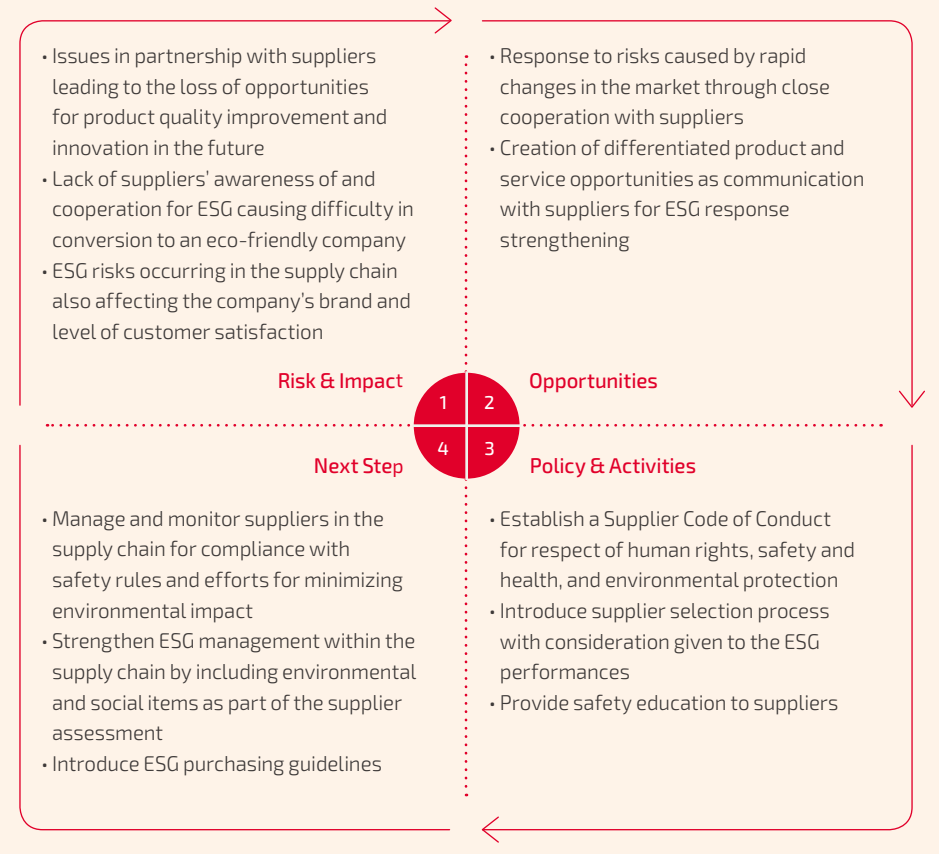 • Issues in partnership with suppliers
leading to the loss of opportunities
for product quality improvement and
innovation in the future
• Lack of suppliers’ awareness of and
cooperation for ESG causing difficulty in
conversion to an eco-friendly company
• ESG risks occurring in the supply chain
also affecting the company’s brand and
level of customer satisfaction
Risk & Impact
1
• Response to risks caused by rapid
changes in the market through close
cooperation with suppliers
• Creation of differentiated product and
service opportunities as communication
with suppliers for ESG response
strengthening
2
Opportunities
3
Policy & Activities
• Establish a Supplier Code of Conduct
for respect of human rights, safety and
health, and environmental protection
• Introduce supplier selection process
with consideration given to the ESG
performances
• Provide safety education to suppliers
4
Next Step
• Manage and monitor suppliers in the
supply chain for compliance with
safety rules and efforts for minimizing
environmental impact
• Strengthen ESG management within the
supply chain by including environmental
and social items as part of the supplier
assessment
• Introduce ESG purchasing guidelines